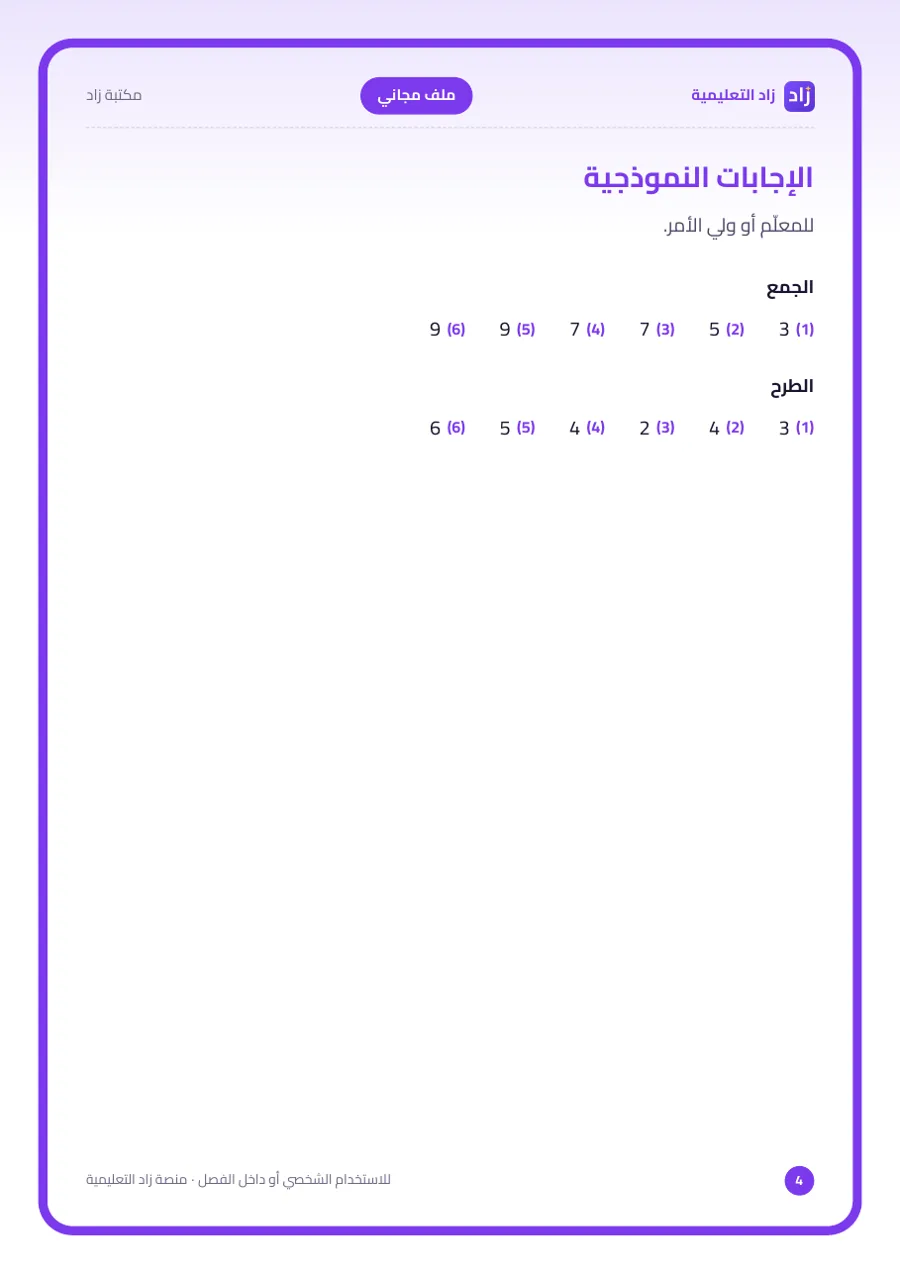 زاد زاد التعليمية
ملف مجاني
مكتبة زاد
الإجابات النموذجية
للمعلّم أو ولي الأمر.
الجمع
(1) 3 (2) 5 (3) 7 (4) 7 (5) 9 (6) 9
الطرح
(1) 3 (2) 4 (3) 2 (4) 4 (5) 5 (6) 6
4
للاستخدام الشخصي أو داخل الفصل · منصة زاد التعليمية